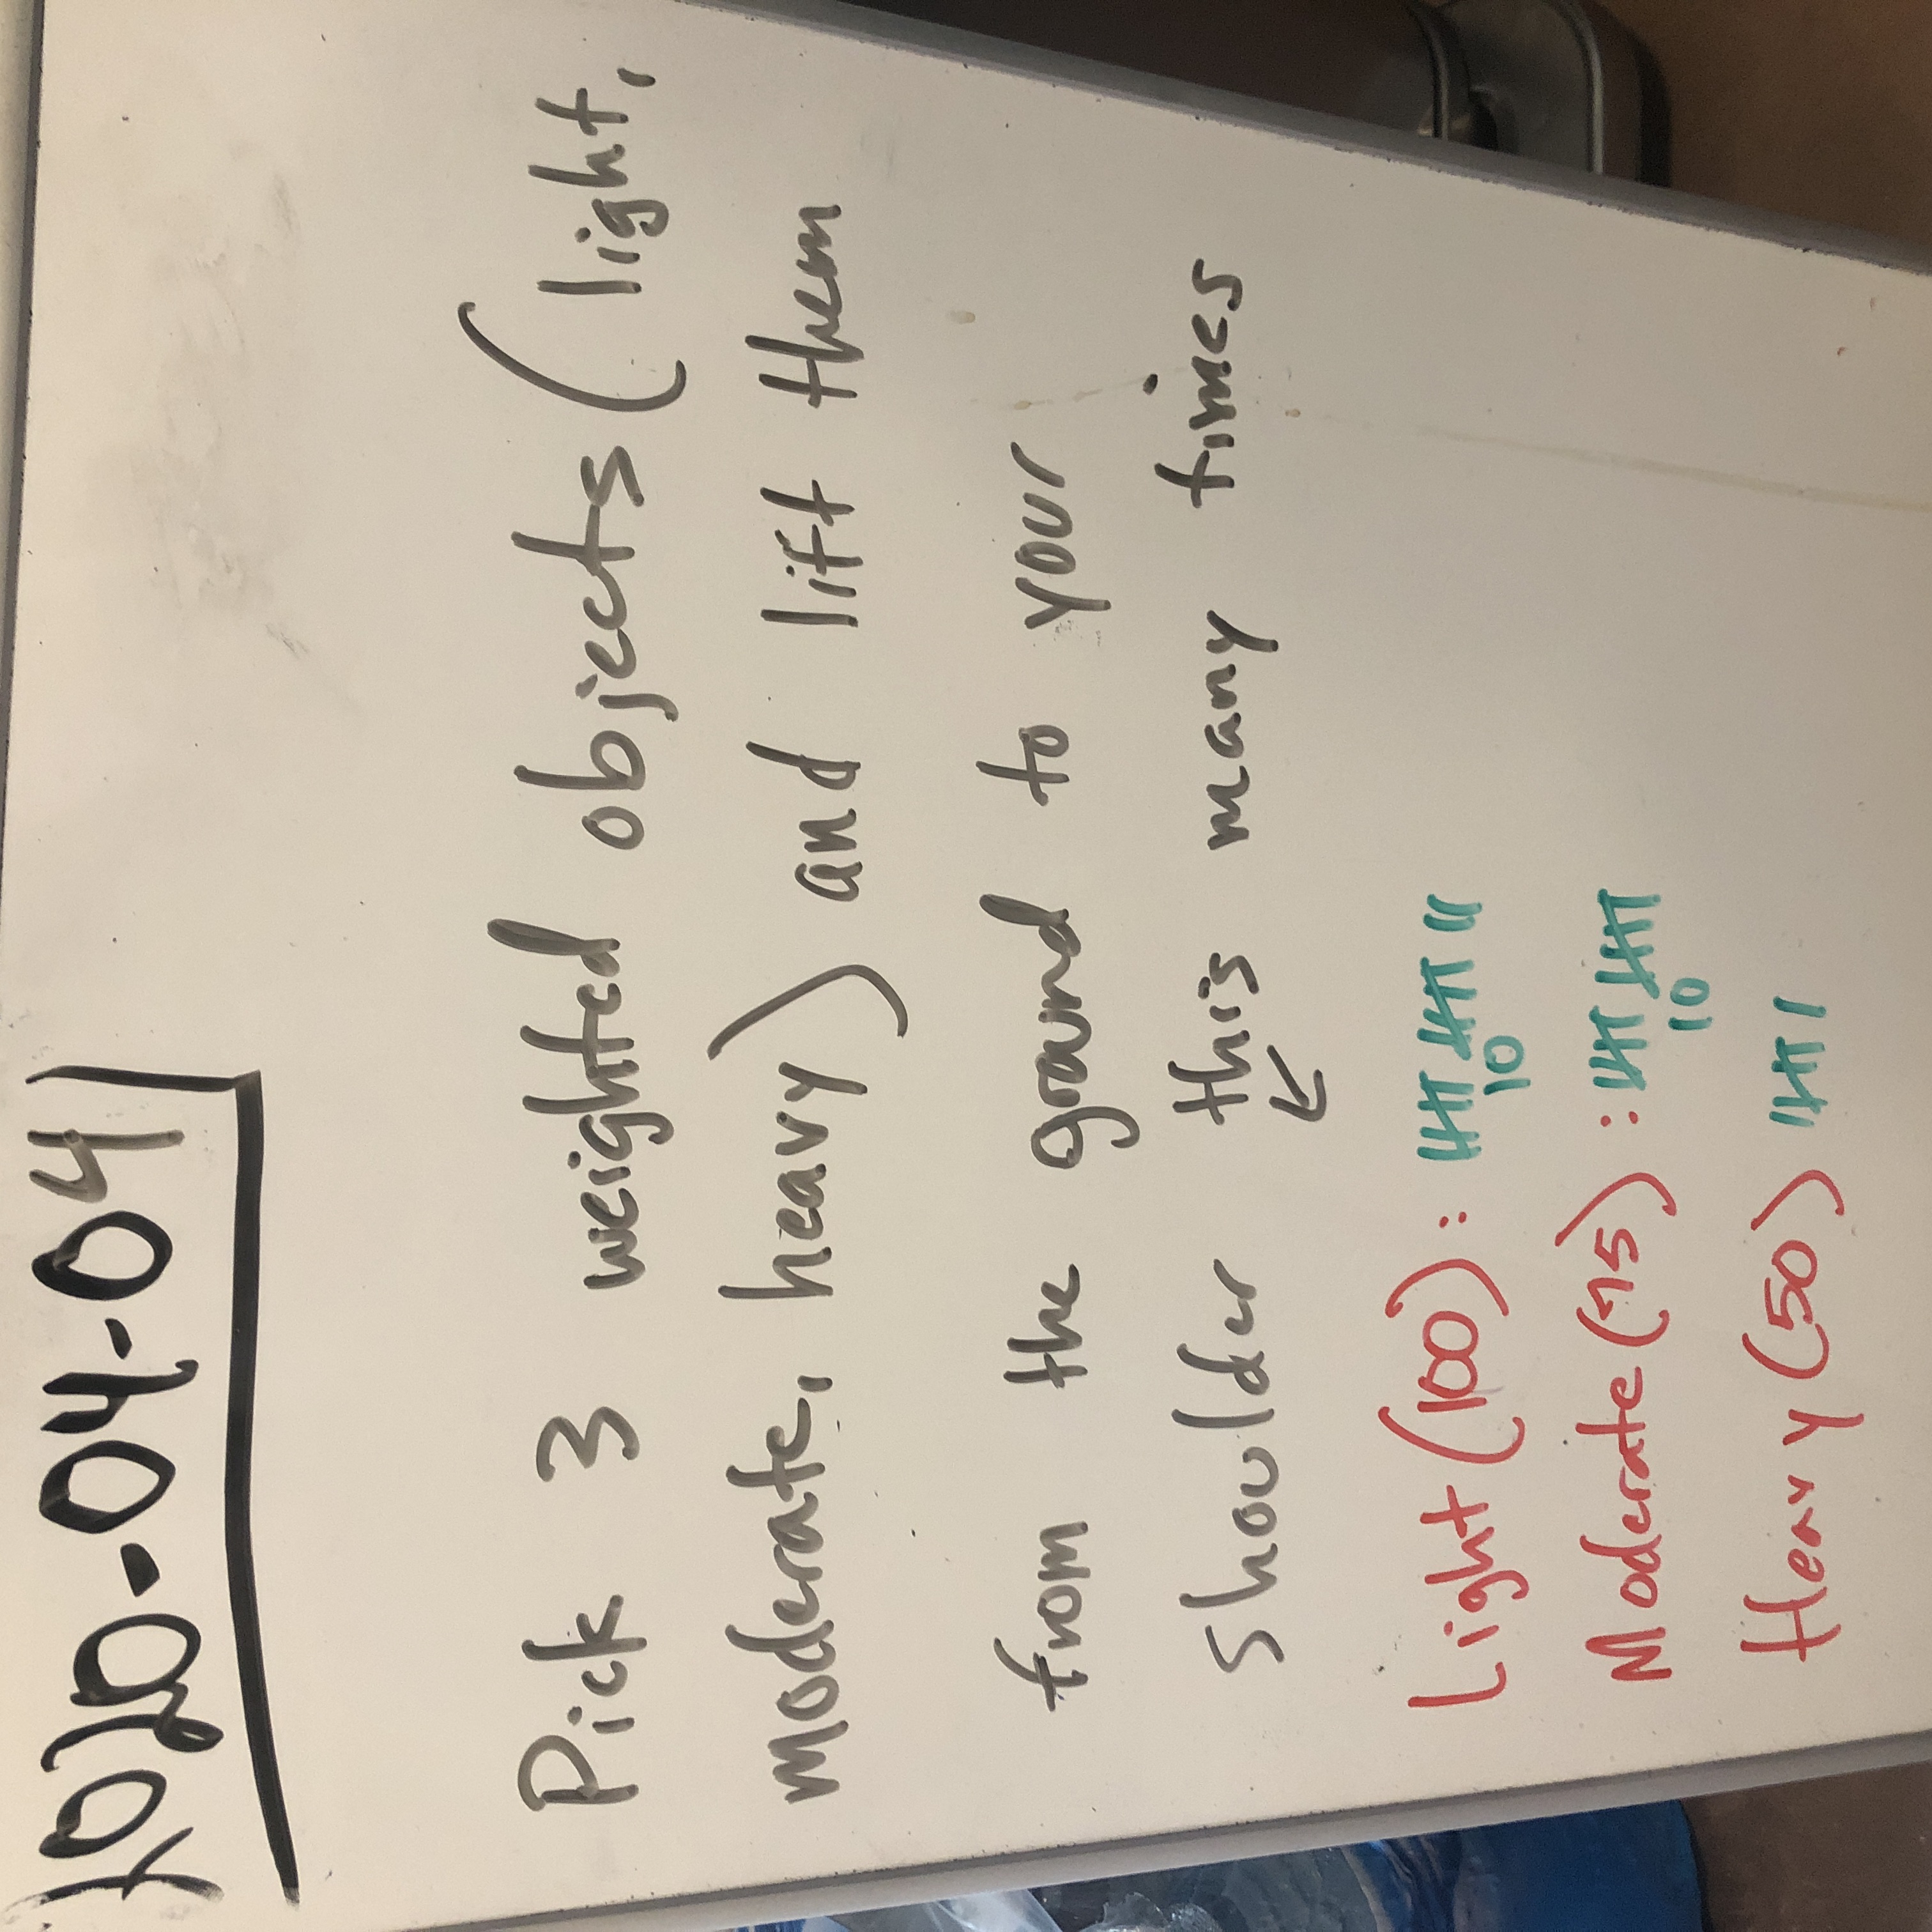 2020-04-04
Pick 3 weighted objects (light,
moderate, heavy) and lift them
from the ground to your
shoulder this many times
Light (100):
10
Moderate (75):
10
Heavy (50)